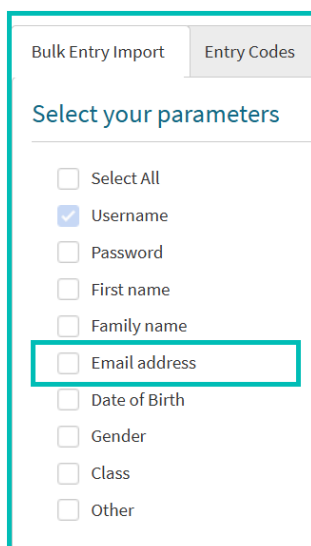 Bulk Entry Import
Entry Codes
Select your parameters
Select All
Username
Password
First name
Family name
Email address
Date of Birth
Gender
Class
Other